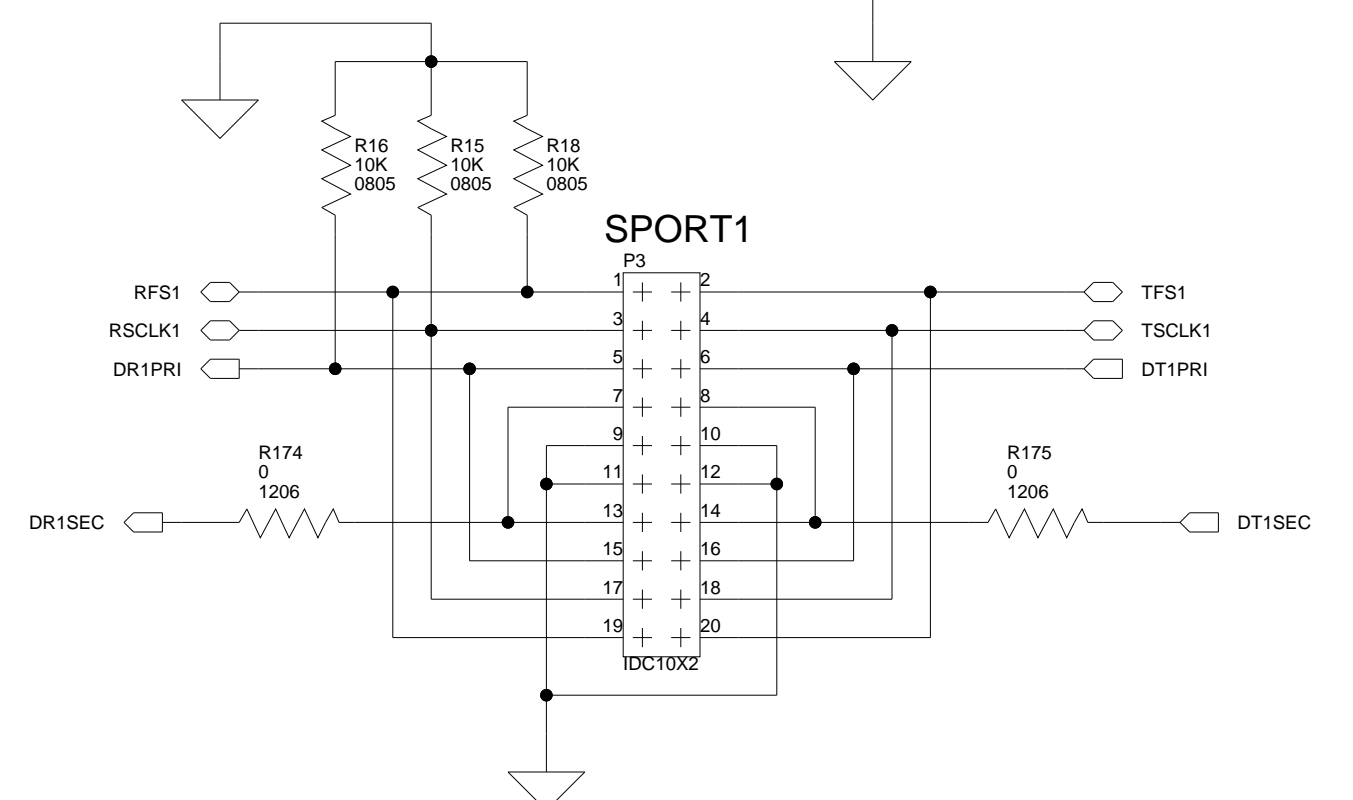 R16
10K
0805
R15
10K
0805
R18
10K
0805
SPORT1
P3
RFS1
1
2
TFS1
RSCLK1
3
4
TSCLK1
DR1PRI
5
6
DT1PRI
7
8
9
10
R174
0
1206
R175
0
1206
11
12
DR1SEC
13
14
DT1SEC
15
16
17
18
19
20
IDC10X2